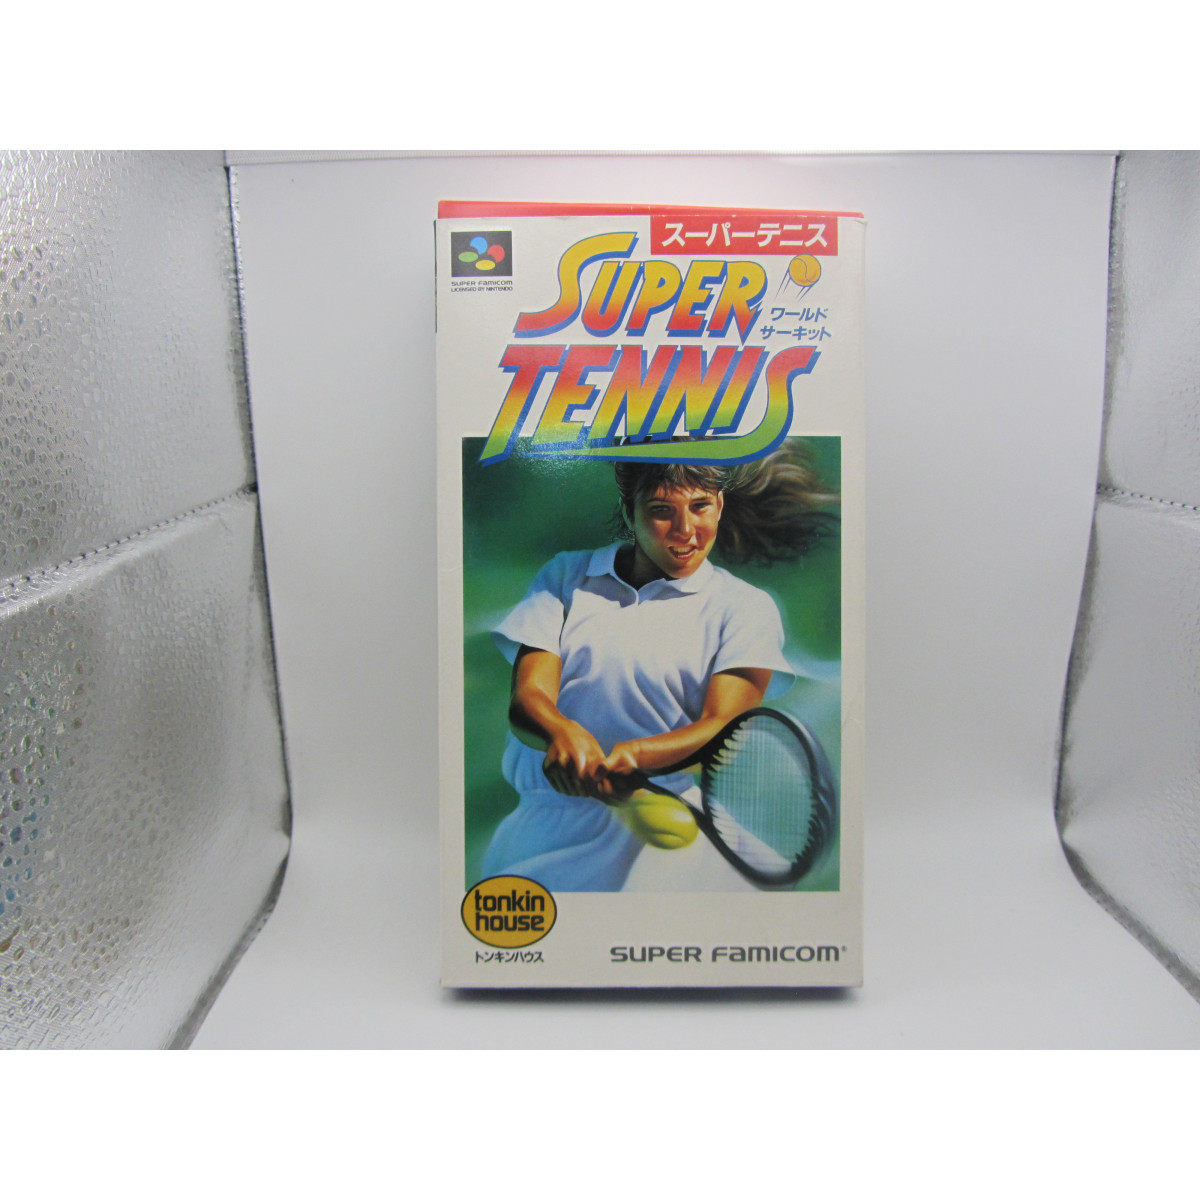 スーパーテニス
SUPER FAMICOM
LICENSED BY NINTENDO
SUPER
ワールド
サーキット
TENNIS
tonkin
house
トンキンハウス
SUPER FAMICOM®